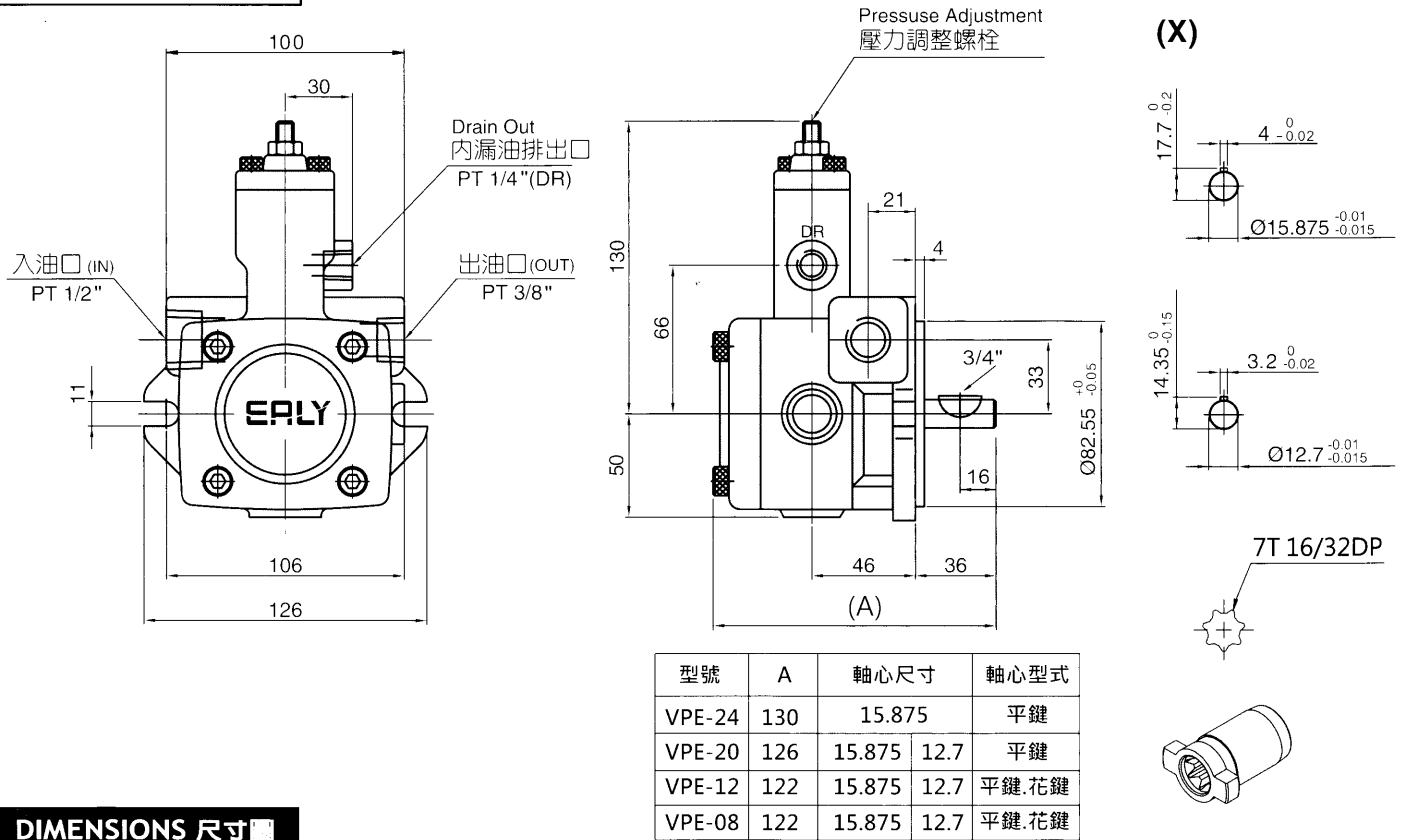 100
30
Drain Out
內漏油排出口
PT 1/4"(DR)
入油口 (IN)
PT 1/2"
出油口(OUT)
PT 3/8"
11
EALY
106
126
Pressuse Adjustment
壓力調整螺栓
130
66
50
DR
21
4
3/4"
33
Ø82.55 +0 -0.05
16
46
36
(A)
(X)
17.7 0 -0.2
4 0 -0.02
Ø15.875 -0.01 -0.015
14.35 0 -0.15
3.2 0 -0.02
Ø12.7 -0.01 -0.015
7T 16/32DP
型號 A 軸心尺寸 軸心型式
VPE-24 130 15.875 平鍵
VPE-20 126 15.875 12.7 平鍵
VPE-12 122 15.875 12.7 平鍵.花鍵
VPE-08 122 15.875 12.7 平鍵.花鍵
DIMENSIONS 尺寸